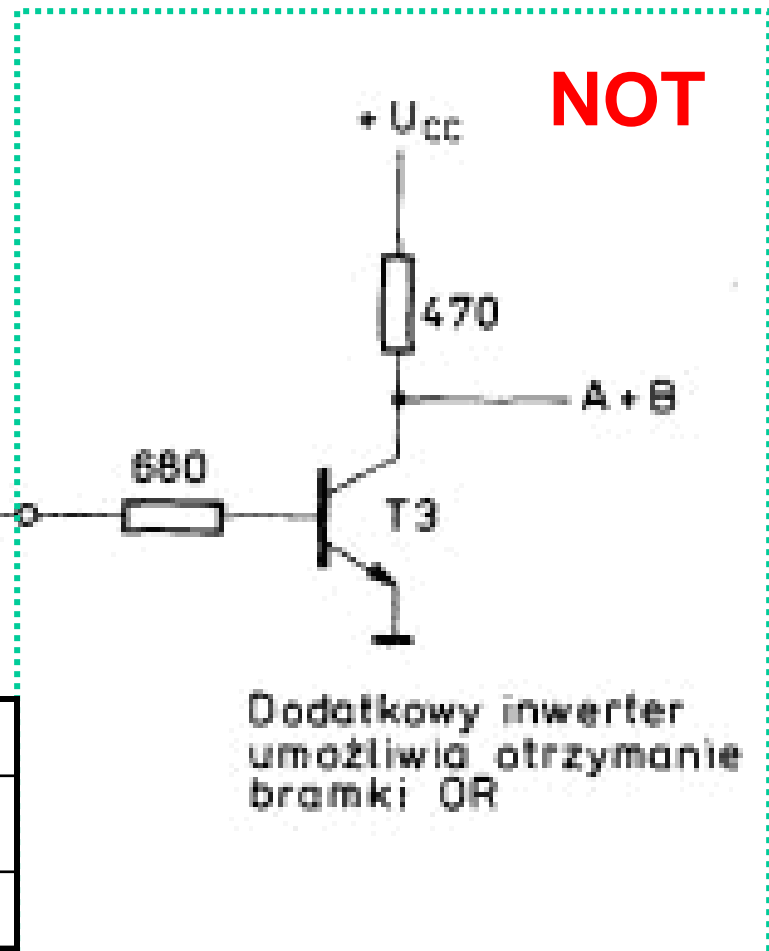 NOT
+ UCC
470
A + B
680
T3
Dodatkowy inwerter
umożliwia otrzymanie
bramki OR